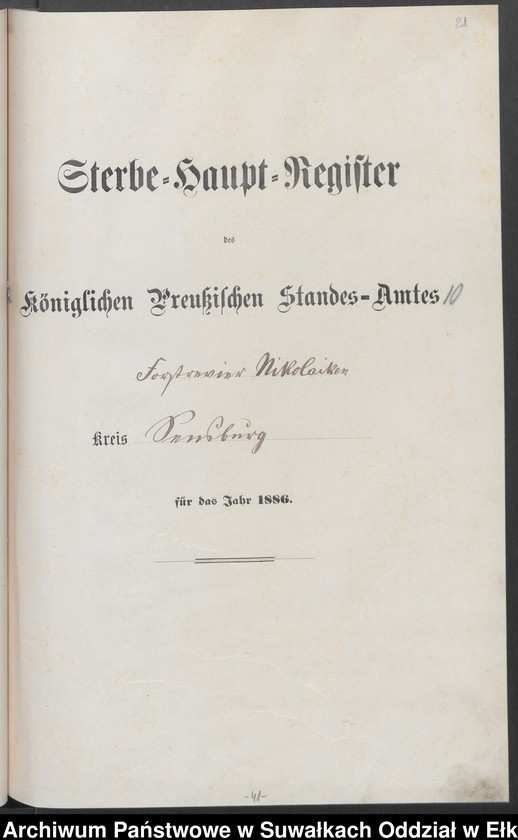 21
Sterbe-Haupt-Register
des
Königlichen Preußischen Standes-Amtes 10
Forstrevier Nikolaiken
Kreis Sensburg
für das Jahr 1886.
-41-
Archiwum Państwowe w Suwałkach Oddział w Ełk